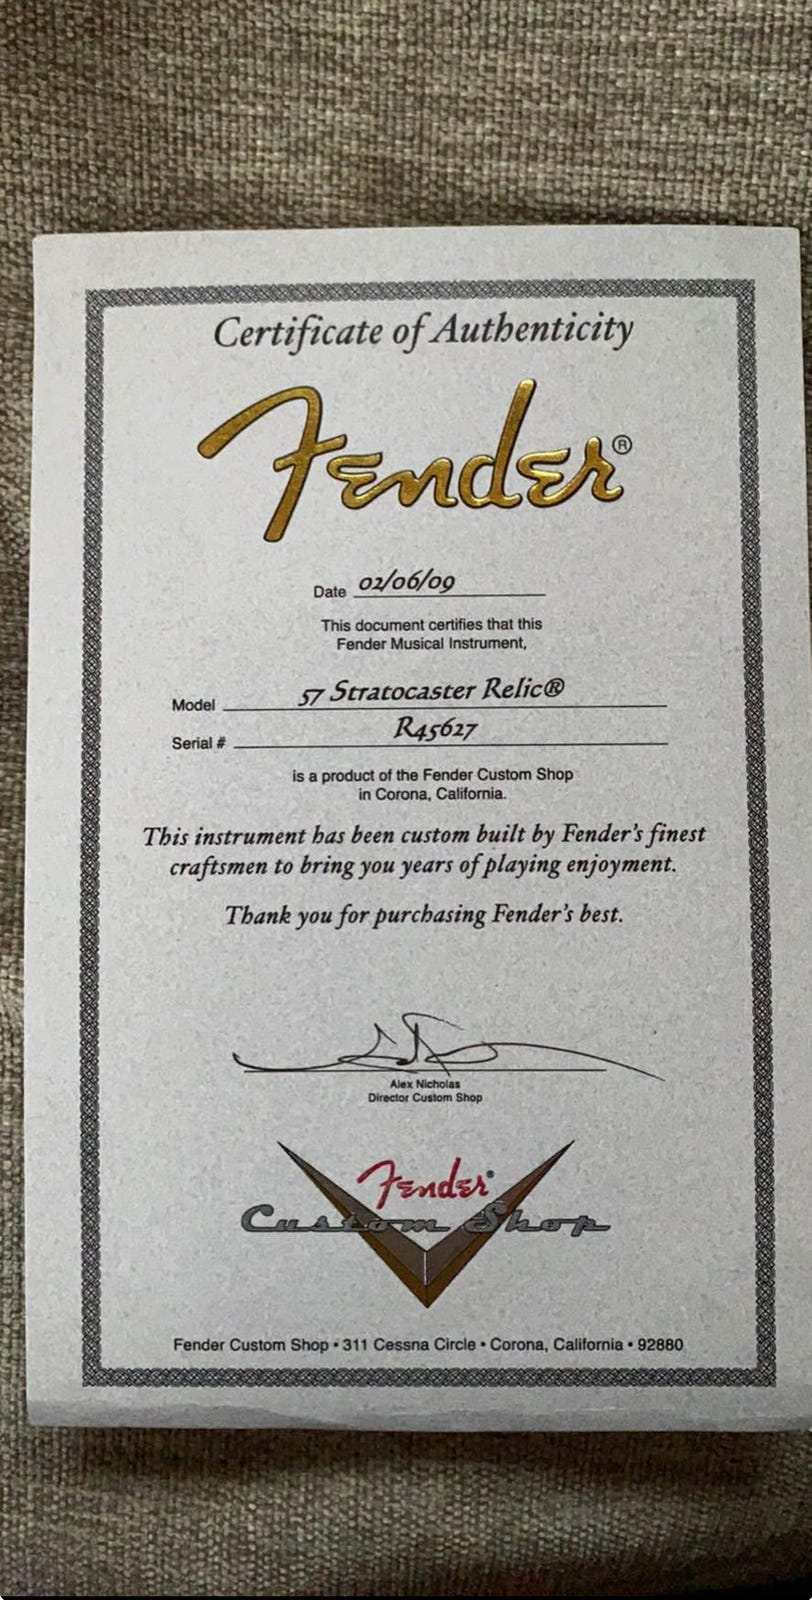 Certificate of Authenticity
Fender®
Date 02/06/09
This document certifies that this
Fender Musical Instrument,
Model 57 Stratocaster Relic®
Serial # R45627
is a product of the Fender Custom Shop
in Corona, California.
This instrument has been custom built by Fender's finest
craftsmen to bring you years of playing enjoyment.
Thank you for purchasing Fender's best.
Alex Nicholas
Director Custom Shop
Fender®
Custom Shop
Fender Custom Shop • 311 Cessna Circle • Corona, California • 92880